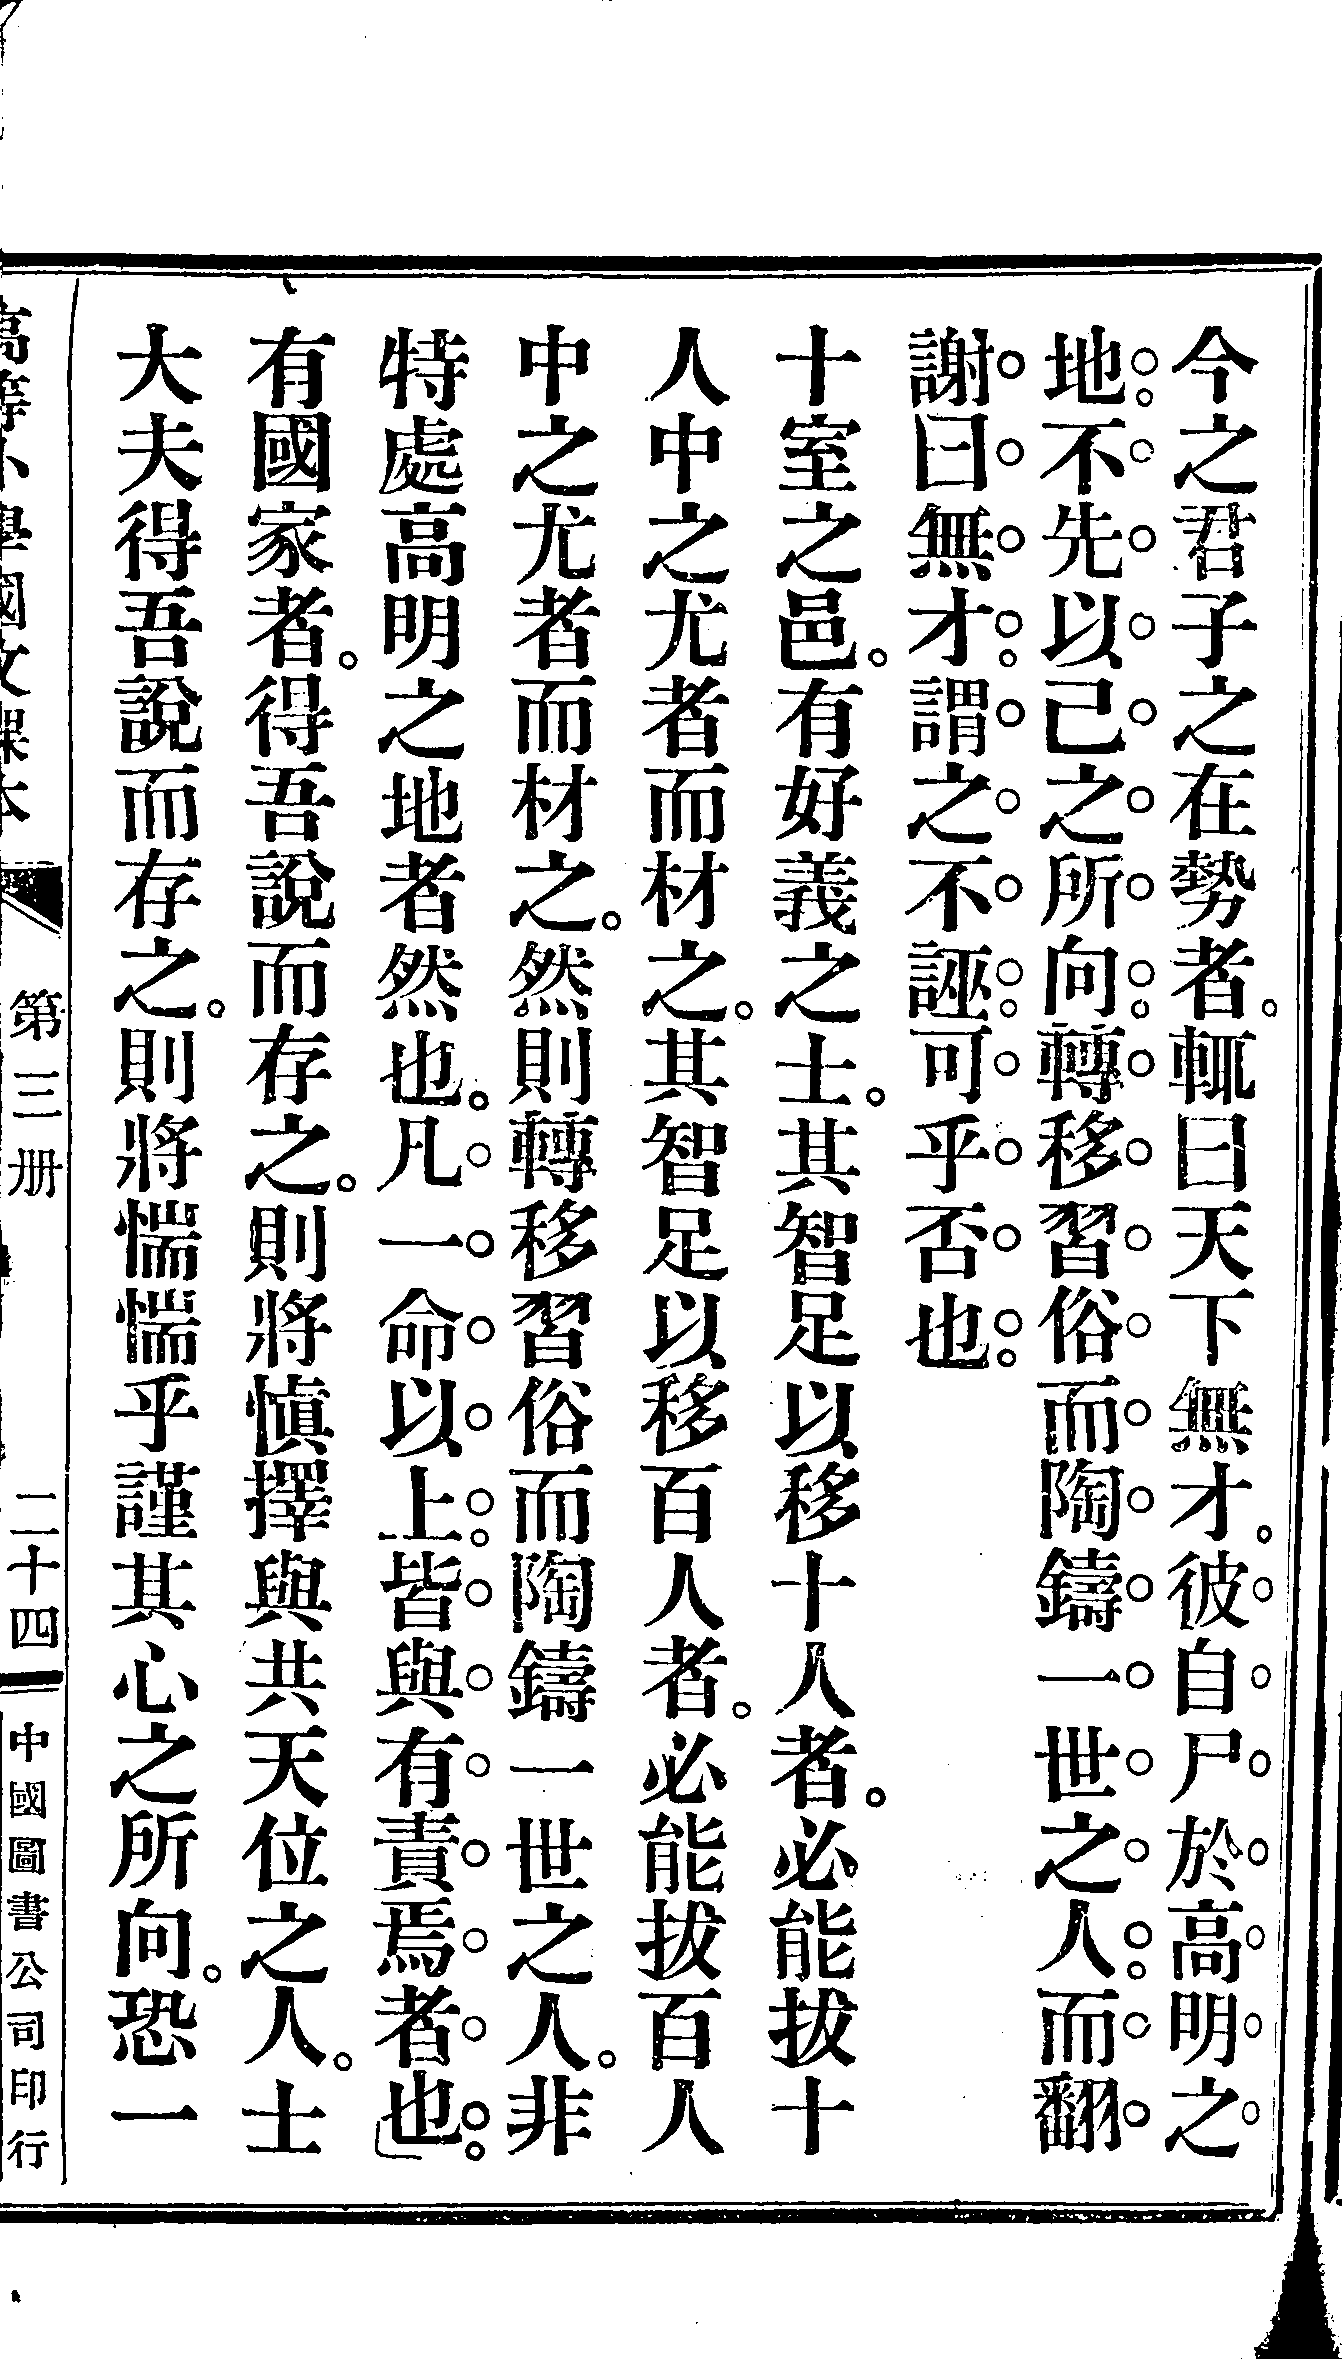 今之君子之在勢者。輒曰天下無才。彼自尸於高明之
地。不先以己之所向。轉移習俗而陶鑄一世之人。而翻
謝曰無才。謂之不誣。可乎否也。
十室之邑。有好義之士。其智足以移十人者。必能拔十
人中之尤者而材之。其智足以移百人者。必能拔百人
中之尤者而材之。然則轉移習俗而陶鑄一世之人。非
特處高明之地者然也。凡一命以上。皆與有責焉者也。」
有國家者。得吾說而存之。則將慎擇與共天位之人。士
大夫得吾說而存之。則將惴惴乎謹其心之所向。恐一
高等小學國文課本 第三册 二十四 中國圖書公司印行